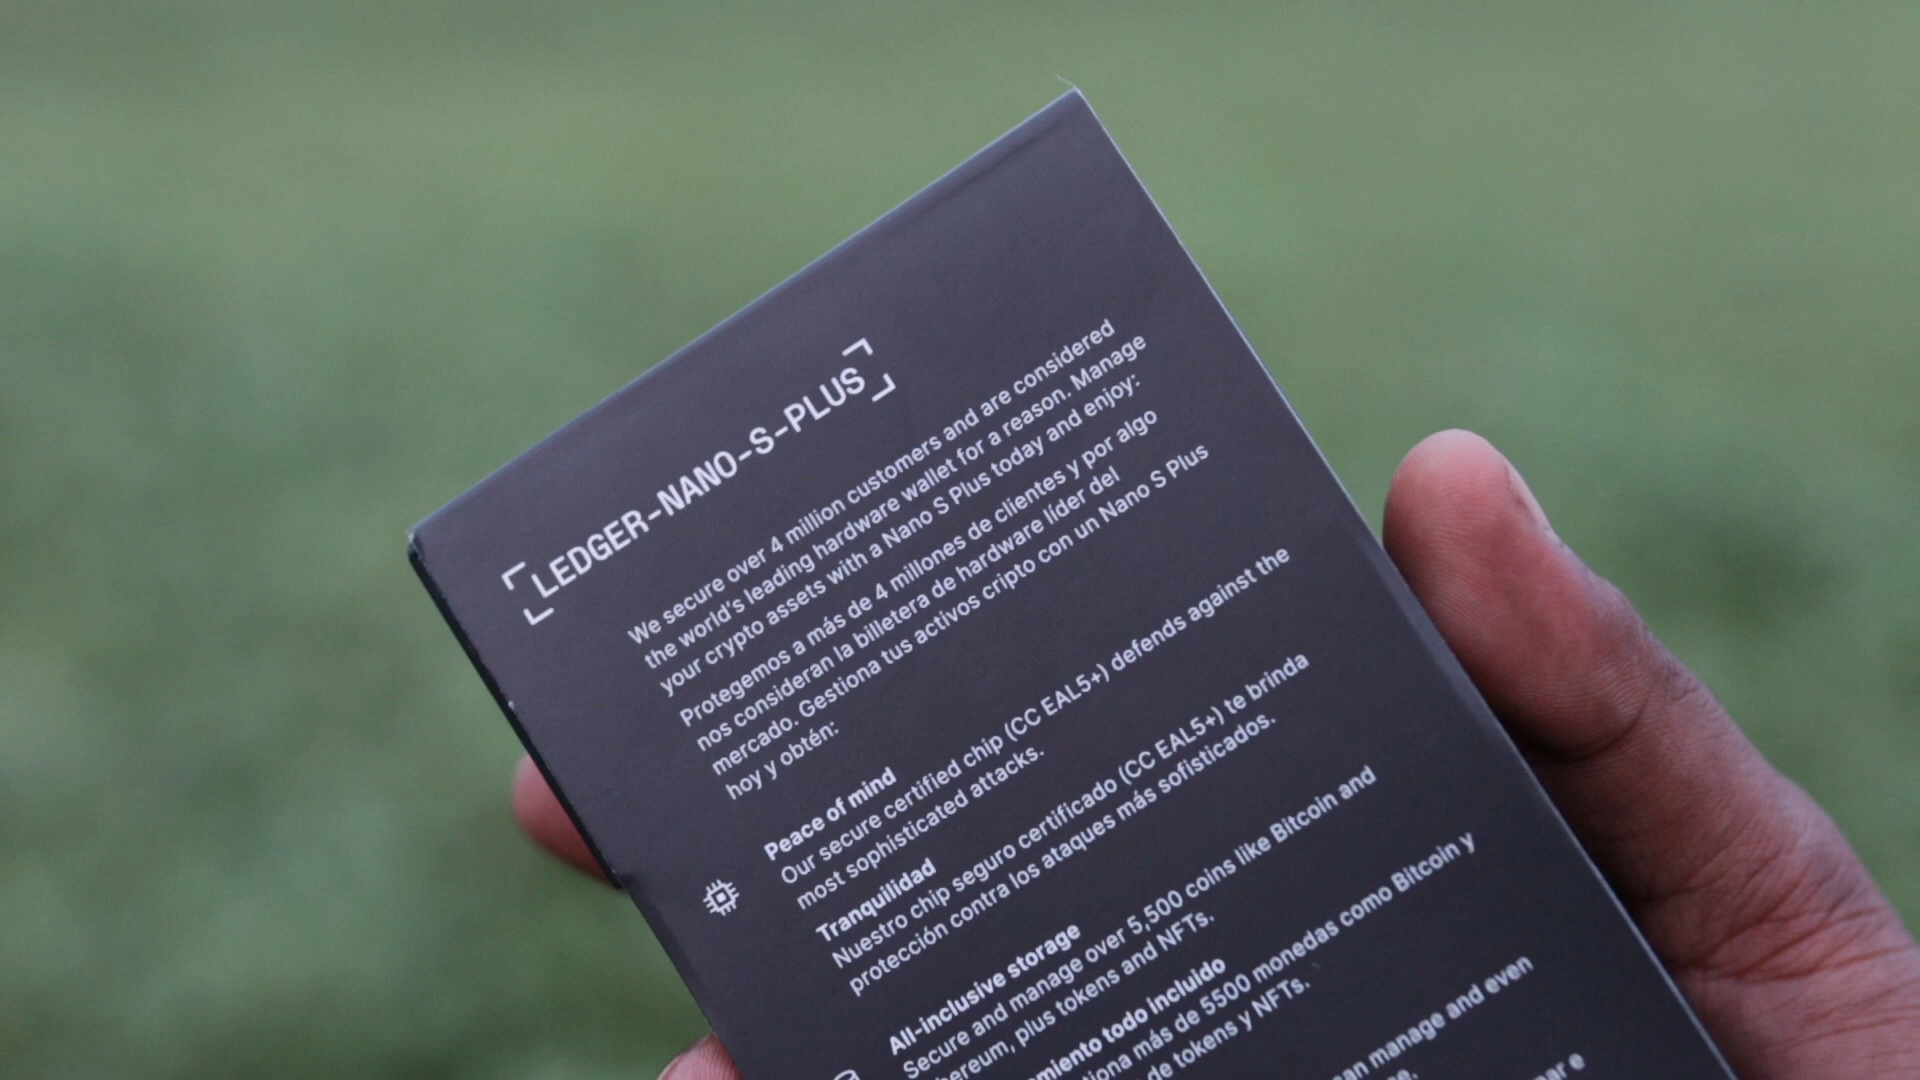 LEDGER-NANO-S-PLUS
We secure over 4 million customers and are considered
the world's leading hardware wallet for a reason. Manage
your crypto assets with a Nano S Plus today and enjoy:
Protegemos a más de 4 millones de clientes y por algo
nos consideran la billetera de hardware líder del
mercado. Gestiona tus activos cripto con un Nano S Plus
hoy y obtén:
Peace of mind
Our secure certified chip (CC EAL5+) defends against the
most sophisticated attacks.
Tranquilidad
Nuestro chip seguro certificado (CC EAL5+) te brinda
protección contra los ataques más sofisticados.
All-inclusive storage
Secure and manage over 5,500 coins like Bitcoin and
plus tokens and NFTs.
todo incluido
más de 5500 monedas como Bitcoin y
de tokens y NFTs.
manage and even